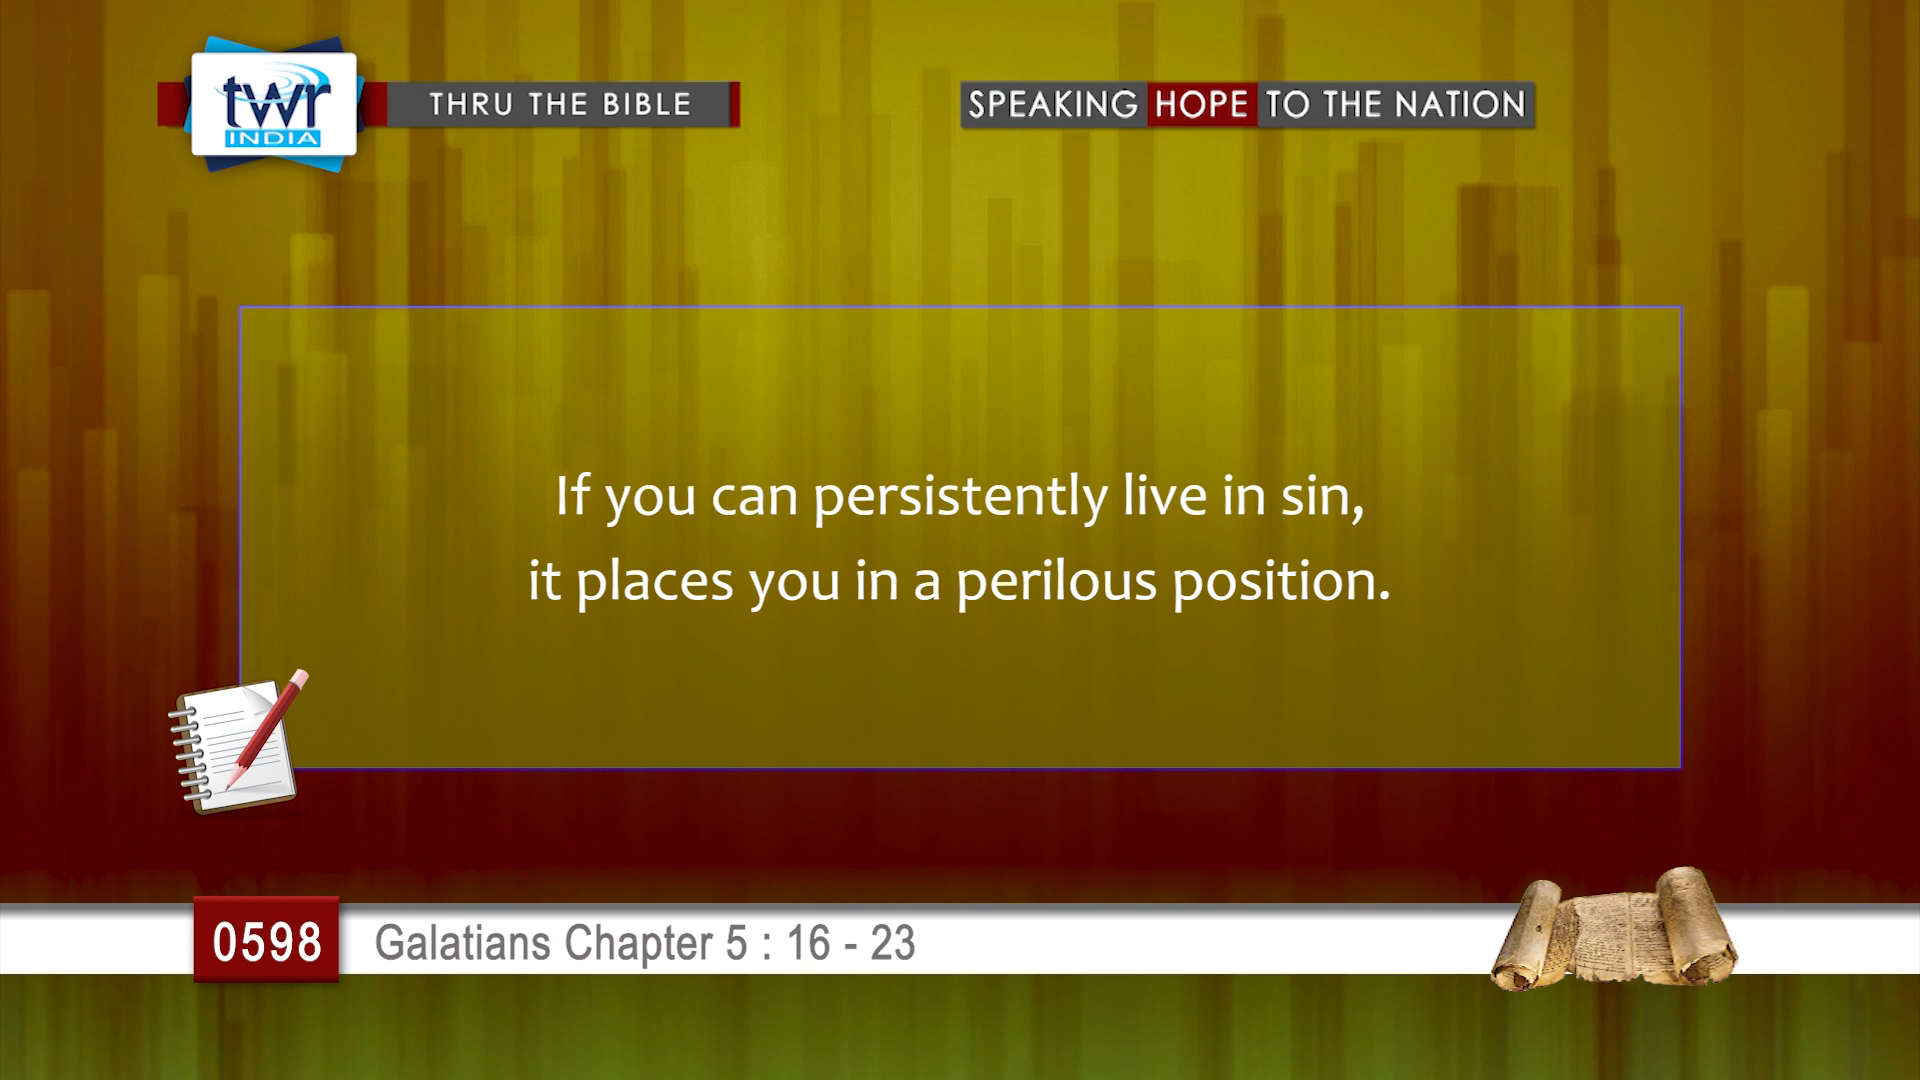 twr
INDIA
THRU THE BIBLE
SPEAKING HOPE TO THE NATION
If you can persistently live in sin,
it places you in a perilous position.
0598
Galatians Chapter 5 : 16 - 23